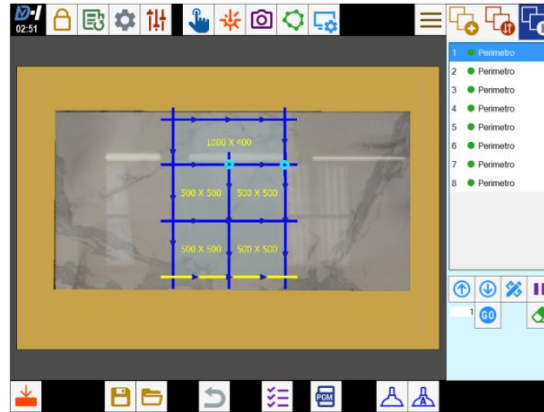 02:51
1 Perimetro
2 Perimetro
3 Perimetro
4 Perimetro
5 Perimetro
6 Perimetro
7 Perimetro
8 Perimetro
1000 X 400
500 X 500 500 X 500
500 X 500 500 X 500
1 GO
PGM
A